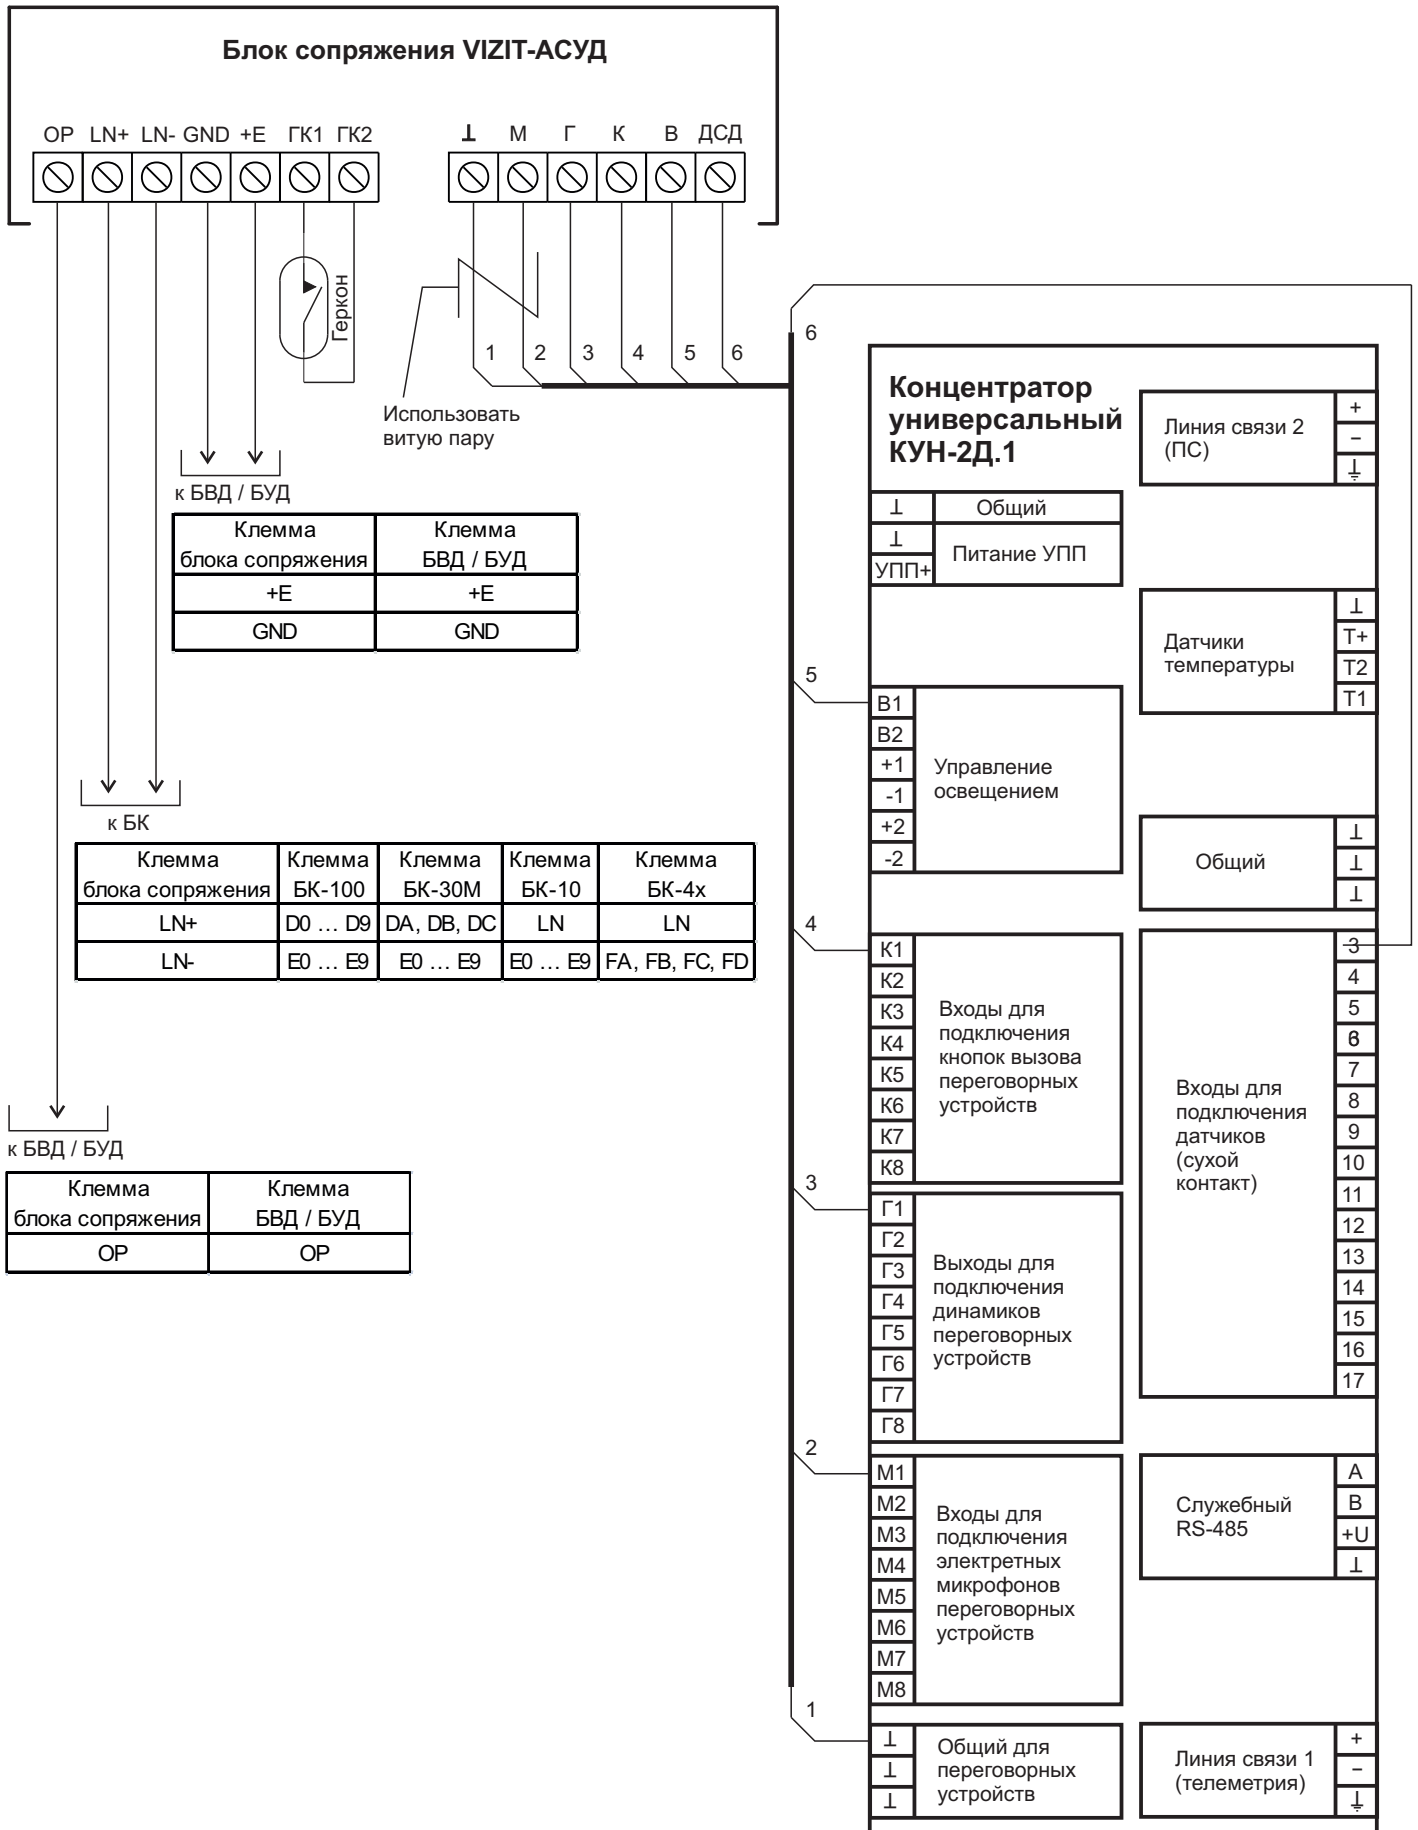 Блок сопряжения VIZIT-АСУД
OP LN+ LN- GND +E ГК1 ГК2
⊥ М Г К В ДСД
Геркон
1 2 3 4 5 6
Использовать
витую пару
к БВД / БУД
Клемма Клемма
блока сопряжения БВД / БУД
+E +E
GND GND
к БК
Клемма Клемма Клемма Клемма Клемма
блока сопряжения БК-100 БК-30М БК-10 БК-4х
LN+ D0 … D9 DA, DB, DC LN LN
LN- E0 … E9 E0 … E9 E0 … E9 FA, FB, FC, FD
к БВД / БУД
Клемма Клемма
блока сопряжения БВД / БУД
OP OP
6
5
4
3
2
1
Концентратор
универсальный
КУН-2Д.1
⊥ Общий
⊥
УПП+
Питание УПП
В1
В2
+1
-1
+2
-2
Управление
освещением
К1
К2
К3
К4
К5
К6
К7
К8
Входы для
подключения
кнопок вызова
переговорных
устройств
Г1
Г2
Г3
Г4
Г5
Г6
Г7
Г8
Выходы для
подключения
динамиков
переговорных
устройств
М1
М2
М3
М4
М5
М6
М7
М8
Входы для
подключения
электретных
микрофонов
переговорных
устройств
⊥
⊥
⊥
Общий для
переговорных
устройств
Линия связи 2
(ПС)
+
−
⏚
Датчики
температуры
⊥
Т+
Т2
Т1
Общий
⊥
⊥
⊥
Входы для
подключения
датчиков
(сухой
контакт)
3
4
5
7
8
9
10
11
12
13
14
15
16
17
Служебный
RS-485
A
B
+U
⊥
Линия связи 1
(телеметрия)
+
−
⏚